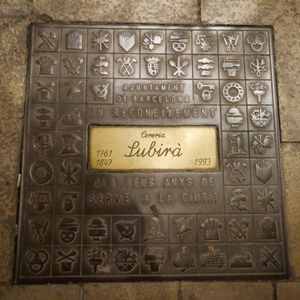 AJUNTAMENT
DE BARCELONA
EN RECONEIXEMENT
Cereria
Subirà
1761
1847
1993
ALS SEUS ANYS DE
SERVEI A LA CIUTAT